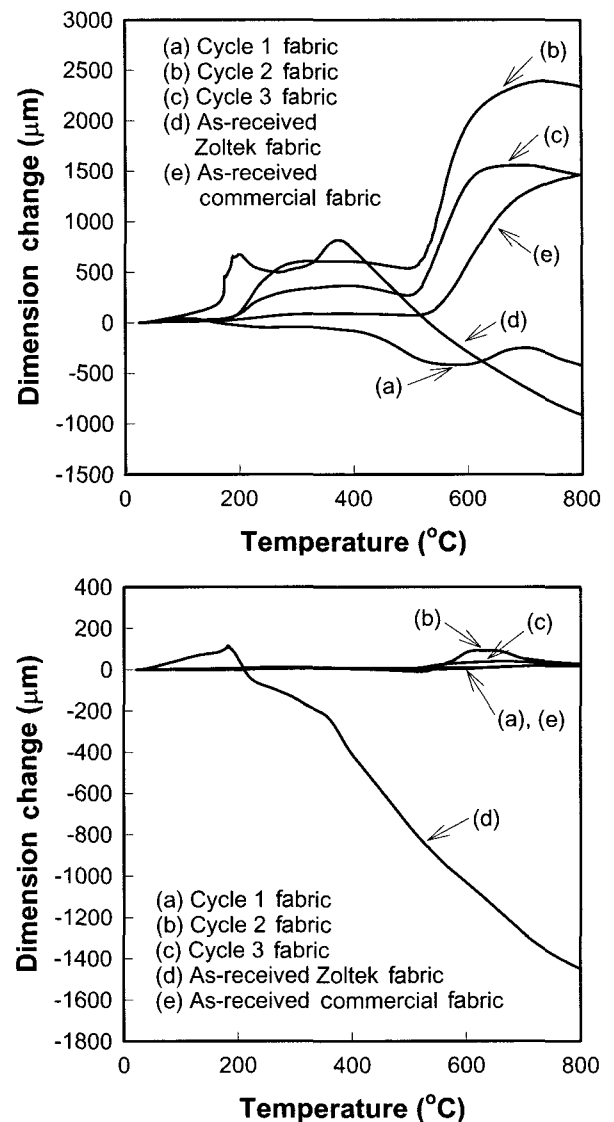 3000
2500
2000
1500
1000
500
0
-500
-1000
-1500
Dimension change (μm)
(a) Cycle 1 fabric
(b) Cycle 2 fabric
(c) Cycle 3 fabric
(d) As-received
Zoltek fabric
(e) As-received
commercial fabric
(b)
(c)
(e)
(d)
(a)
0 200 400 600 800
Temperature (°C)
400
200
0
-200
-400
-600
-800
-1000
-1200
-1400
-1600
-1800
Dimension change (μm)
(b)
(c)
(a), (e)
(d)
(a) Cycle 1 fabric
(b) Cycle 2 fabric
(c) Cycle 3 fabric
(d) As-received Zoltek fabric
(e) As-received commercial fabric
0 200 400 600 800
Temperature (°C)